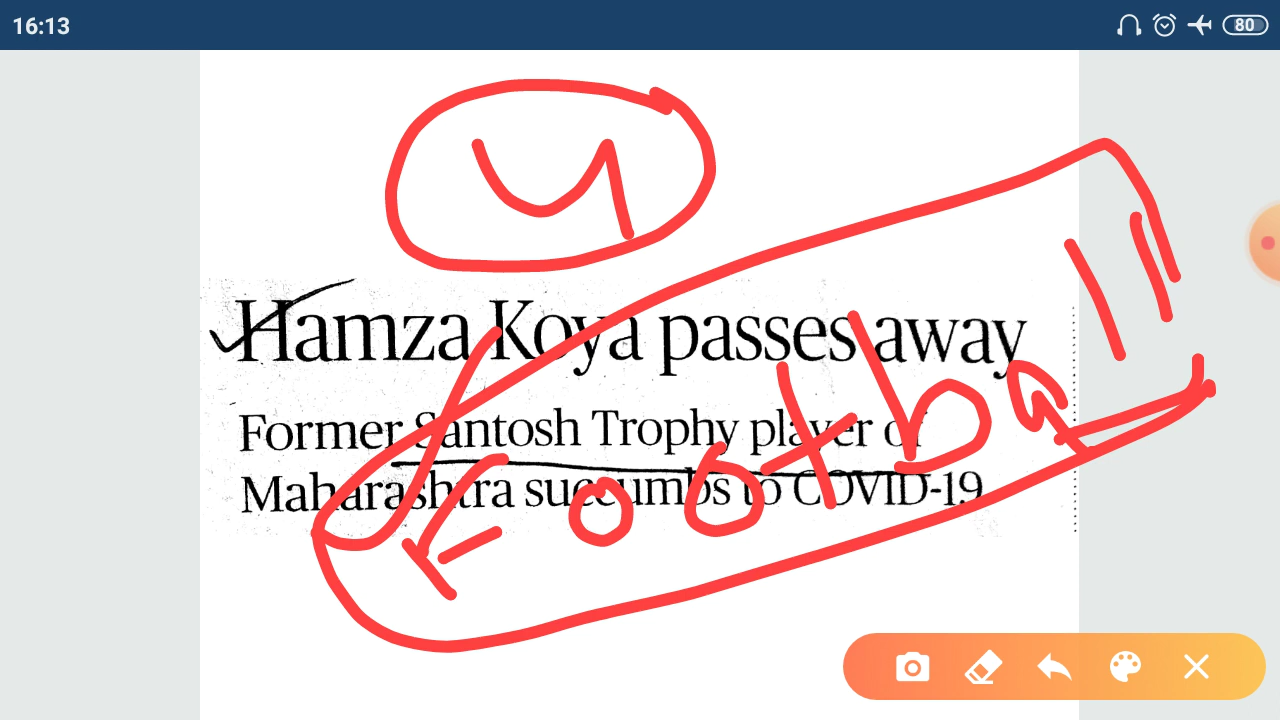 16:13
80
4
Hamza Koya passes away
Former Santosh Trophy player of
Maharashtra succumbs to COVID-19
Football